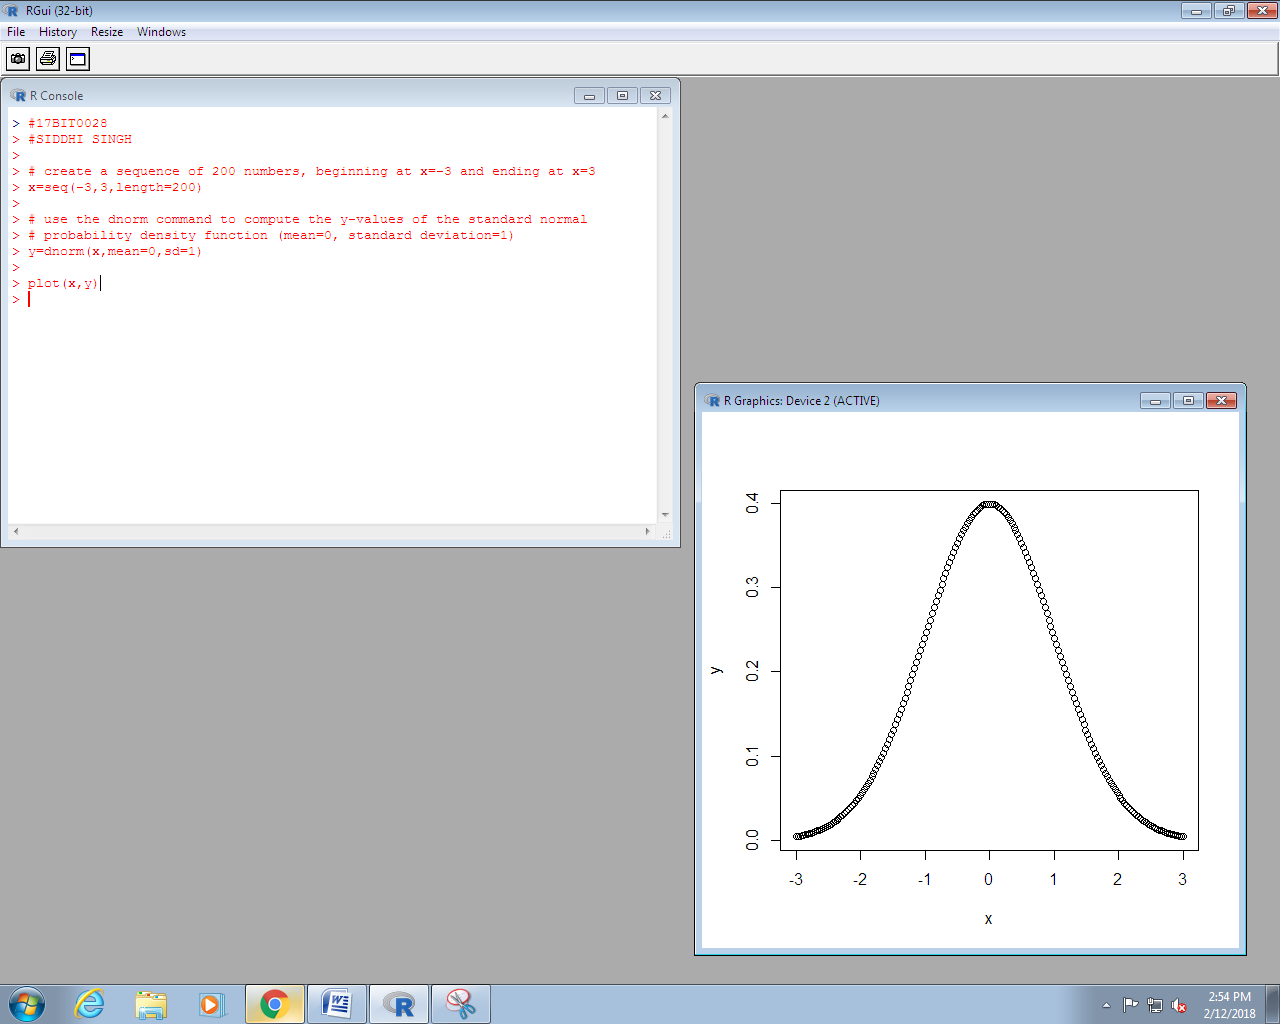 RGui (32-bit)
File History Resize Windows
R Console
> #17BIT0028
> #SIDDHI SINGH
>
> # create a sequence of 200 numbers, beginning at x=-3 and ending at x=3
> x=seq(-3,3,length=200)
>
> # use the dnorm command to compute the y-values of the standard normal
> # probability density function (mean=0, standard deviation=1)
> y=dnorm(x,mean=0,sd=1)
>
> plot(x,y)
>
R Graphics: Device 2 (ACTIVE)
0.4
0.3
0.2
0.1
0.0
y
-3 -2 -1 0 1 2 3
x
2:54 PM
2/12/2018